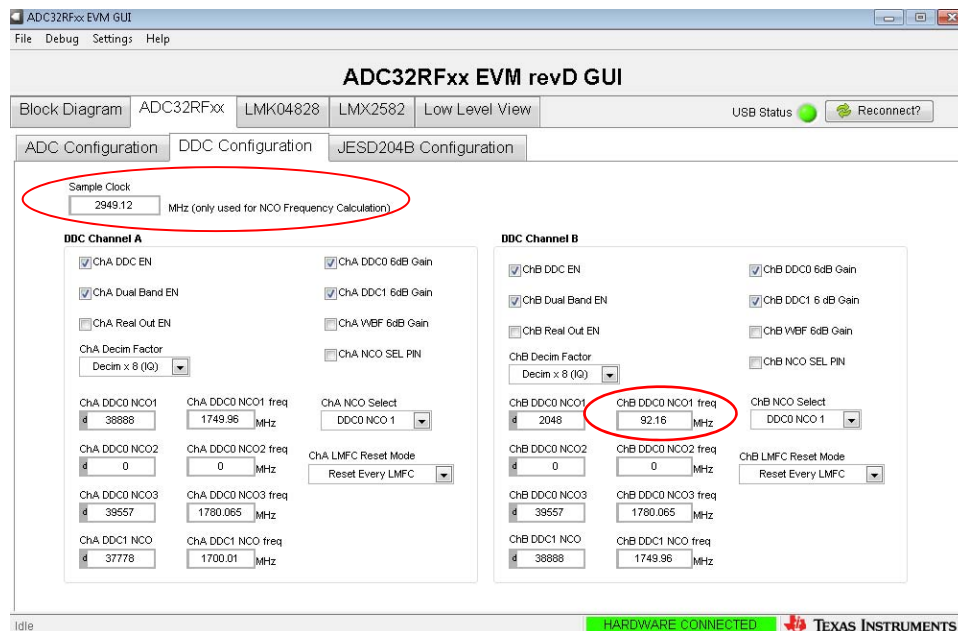 ADC32RFxx EVM GUI
File Debug Settings Help
ADC32RFxx EVM revD GUI
Block Diagram ADC32RFxx LMK04828 LMX2582 Low Level View USB Status Reconnect?
ADC Configuration DDC Configuration JESD204B Configuration
Sample Clock
2949.12 MHz (only used for NCO Frequency Calculation)
DDC Channel A
ChA DDC EN ChA DDC0 6dB Gain
ChA Dual Band EN ChA DDC1 6dB Gain
ChA Real Out EN ChA WBF 6dB Gain
ChA Decim Factor ChA NCO SEL PIN
Decim x 8 (IQ)
ChA DDC0 NCO1 ChA DDC0 NCO1 freq ChA NCO Select
d 38888 1749.96 MHz DDC0 NCO 1
ChA DDC0 NCO2 ChA DDC0 NCO2 freq ChA LMFC Reset Mode
d 0 0 MHz Reset Every LMFC
ChA DDC0 NCO3 ChA DDC0 NCO3 freq
d 39557 1780.065 MHz
ChA DDC1 NCO ChA DDC1 NCO freq
d 37778 1700.01 MHz
DDC Channel B
ChB DDC EN ChB DDC0 6dB Gain
ChB Dual Band EN ChB DDC1 6 dB Gain
ChB Real Out EN ChB WBF 6dB Gain
ChB Decim Factor ChB NCO SEL PIN
Decim x 8 (IQ)
ChB DDC0 NCO1 ChB DDC0 NCO1 freq ChB NCO Select
d 2048 92.16 MHz DDC0 NCO 1
ChB DDC0 NCO2 ChB DDC0 NCO2 freq ChB LMFC Reset Mode
d 0 0 MHz Reset Every LMFC
ChB DDC0 NCO3 ChB DDC0 NCO3 freq
d 39557 1780.065 MHz
ChB DDC1 NCO ChB DDC1 NCO freq
d 38888 1749.96 MHz
Idle HARDWARE CONNECTED TEXAS INSTRUMENTS